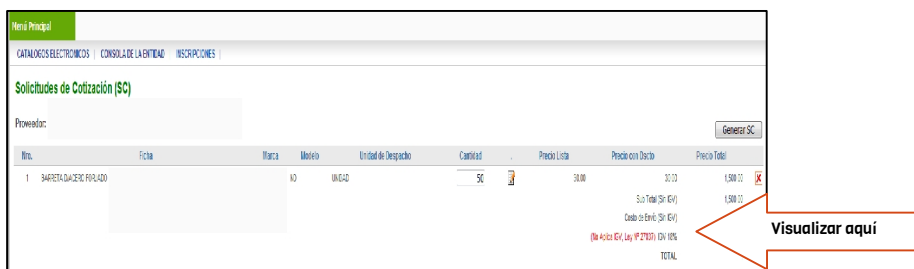 Menú Principal
CATALOGOS ELECTRONICOS | CONSOLA DE LA ENTIDAD INSCRIPCIONES |
Solicitudes de Cotización (SC)
Proveedor:
Generar SC
Nro. Ficha Marca Modelo Unidad de Despacho Cantidad . Precio Lista Precio con Dscto Precio Total
1 BARRETA DIACERO FORJADO ND UNIDAD 50 30.00 30.00 1,500.00 X
Sub Total (Sin IGV) 1,500.00
Costo de Envío (Sin IGV)
(No Aplica IGV, Ley Nº 27037) IGV 18%
TOTAL
Visualizar aquí